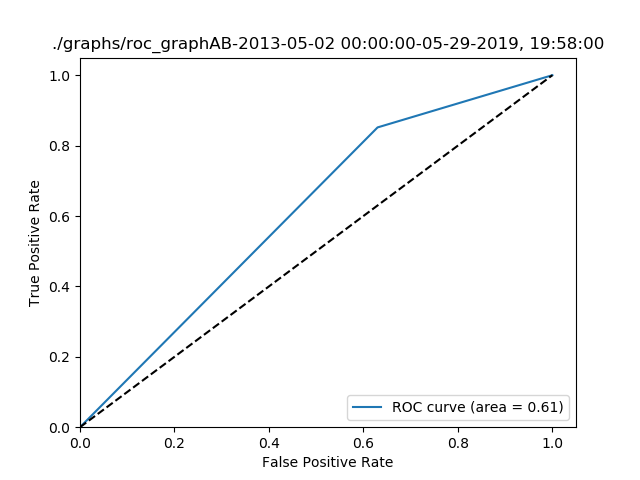 ./graphs/roc_graphAB-2013-05-02 00:00:00-05-29-2019, 19:58:00
1.0
0.8
0.6
0.4
0.2
0.0
True Positive Rate
ROC curve (area = 0.61)
0.0 0.2 0.4 0.6 0.8 1.0
False Positive Rate